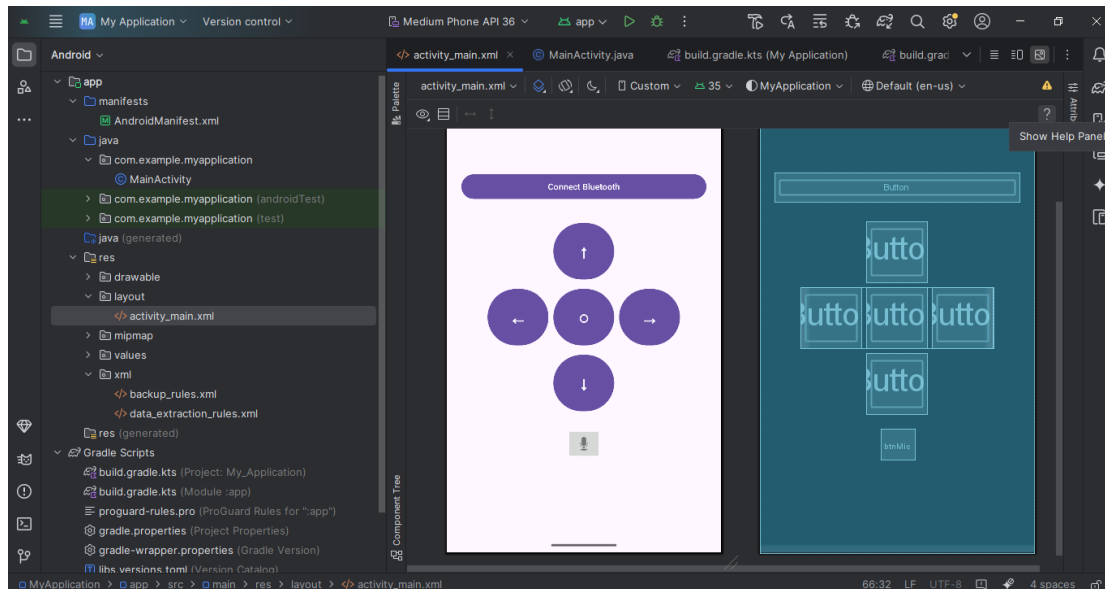 MA My Application Version control Medium Phone API 36 app
Android
activity_main.xml MainActivity.java build.gradle.kts (My Application) build.grad
app
manifests
AndroidManifest.xml
java
com.example.myapplication
MainActivity
com.example.myapplication (androidTest)
com.example.myapplication (test)
java (generated)
res
drawable
layout
activity_main.xml
mipmap
values
xml
backup_rules.xml
data_extraction_rules.xml
res (generated)
Gradle Scripts
build.gradle.kts (Project: My_Application)
build.gradle.kts (Module :app)
proguard-rules.pro (ProGuard Rules for ":app")
gradle.properties (Project Properties)
gradle-wrapper.properties (Gradle Version)
libs.versions.toml (Version Catalog)
Palette
activity_main.xml Custom 35 MyApplication Default (en-us)
Attrib
?
Show Help Panel
Connect Bluetooth
↑
← ○ →
↓
Button
Butto
Butto Butto Butto
Butto
btnMic
Component Tree
MyApplication > app > src > main > res > layout > activity_main.xml
66:32 LF UTF-8 4 spaces